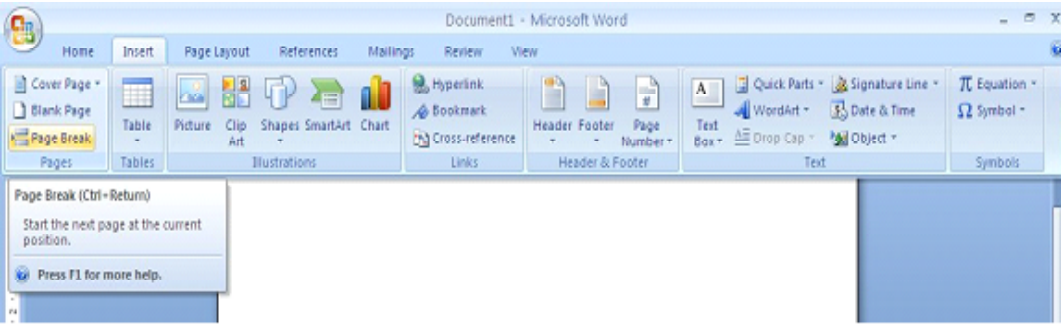 Document1 - Microsoft Word
Home Insert Page Layout References Mailings Review View
Cover Page
Blank Page
Page Break
Pages
Table
Tables
Picture Clip Art Shapes SmartArt Chart
Illustrations
Hyperlink
Bookmark
Cross-reference
Links
Header Footer Page Number
Header & Footer
Text Box
Quick Parts
WordArt
Drop Cap
Signature Line
Date & Time
Object
Text
Equation
Symbol
Symbols
Page Break (Ctrl+Return)
Start the next page at the current
position.
Press F1 for more help.
2